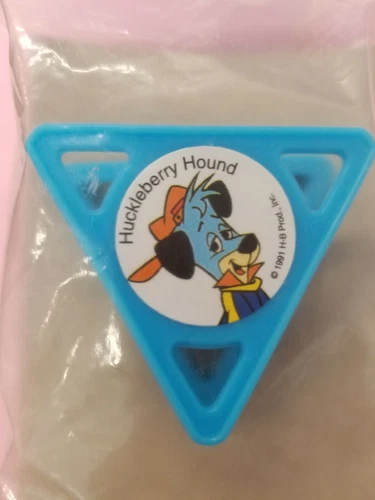 Huckleberry Hound
© 1991 H-B Prod., Inc.